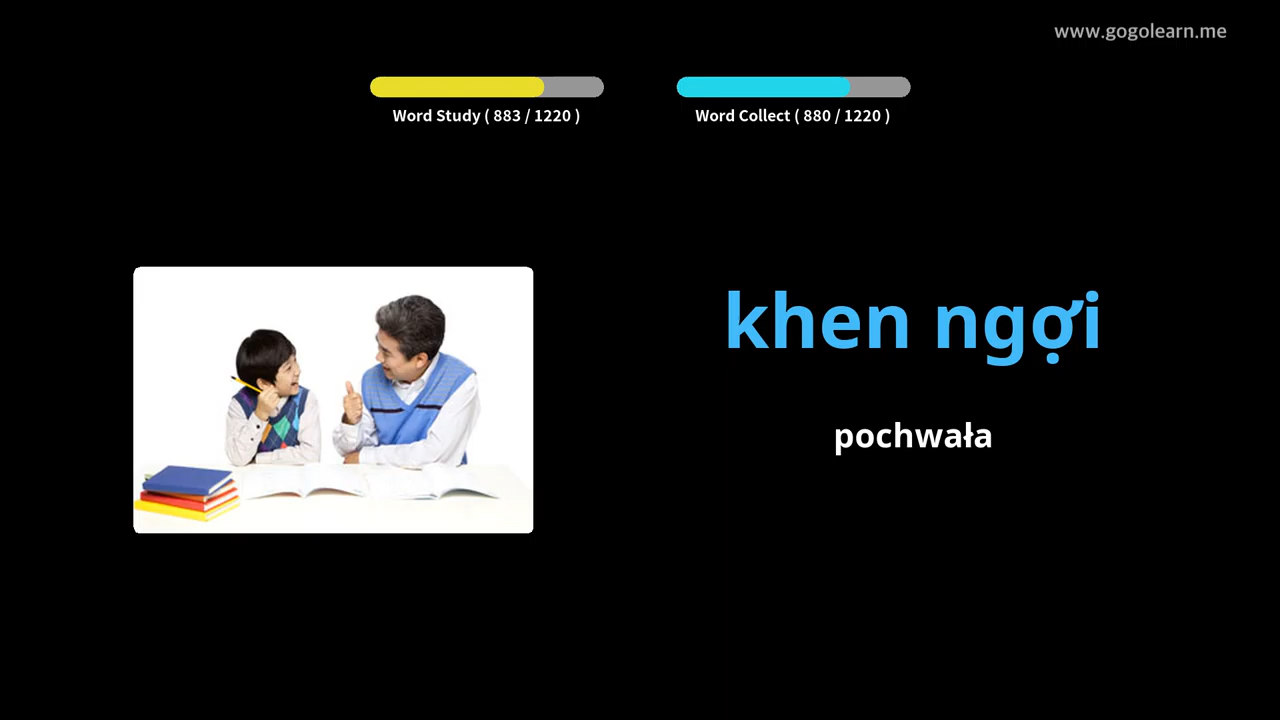 www.gogolearn.me
Word Study ( 883 / 1220 )
Word Collect ( 880 / 1220 )
khen ngợi
pochwała